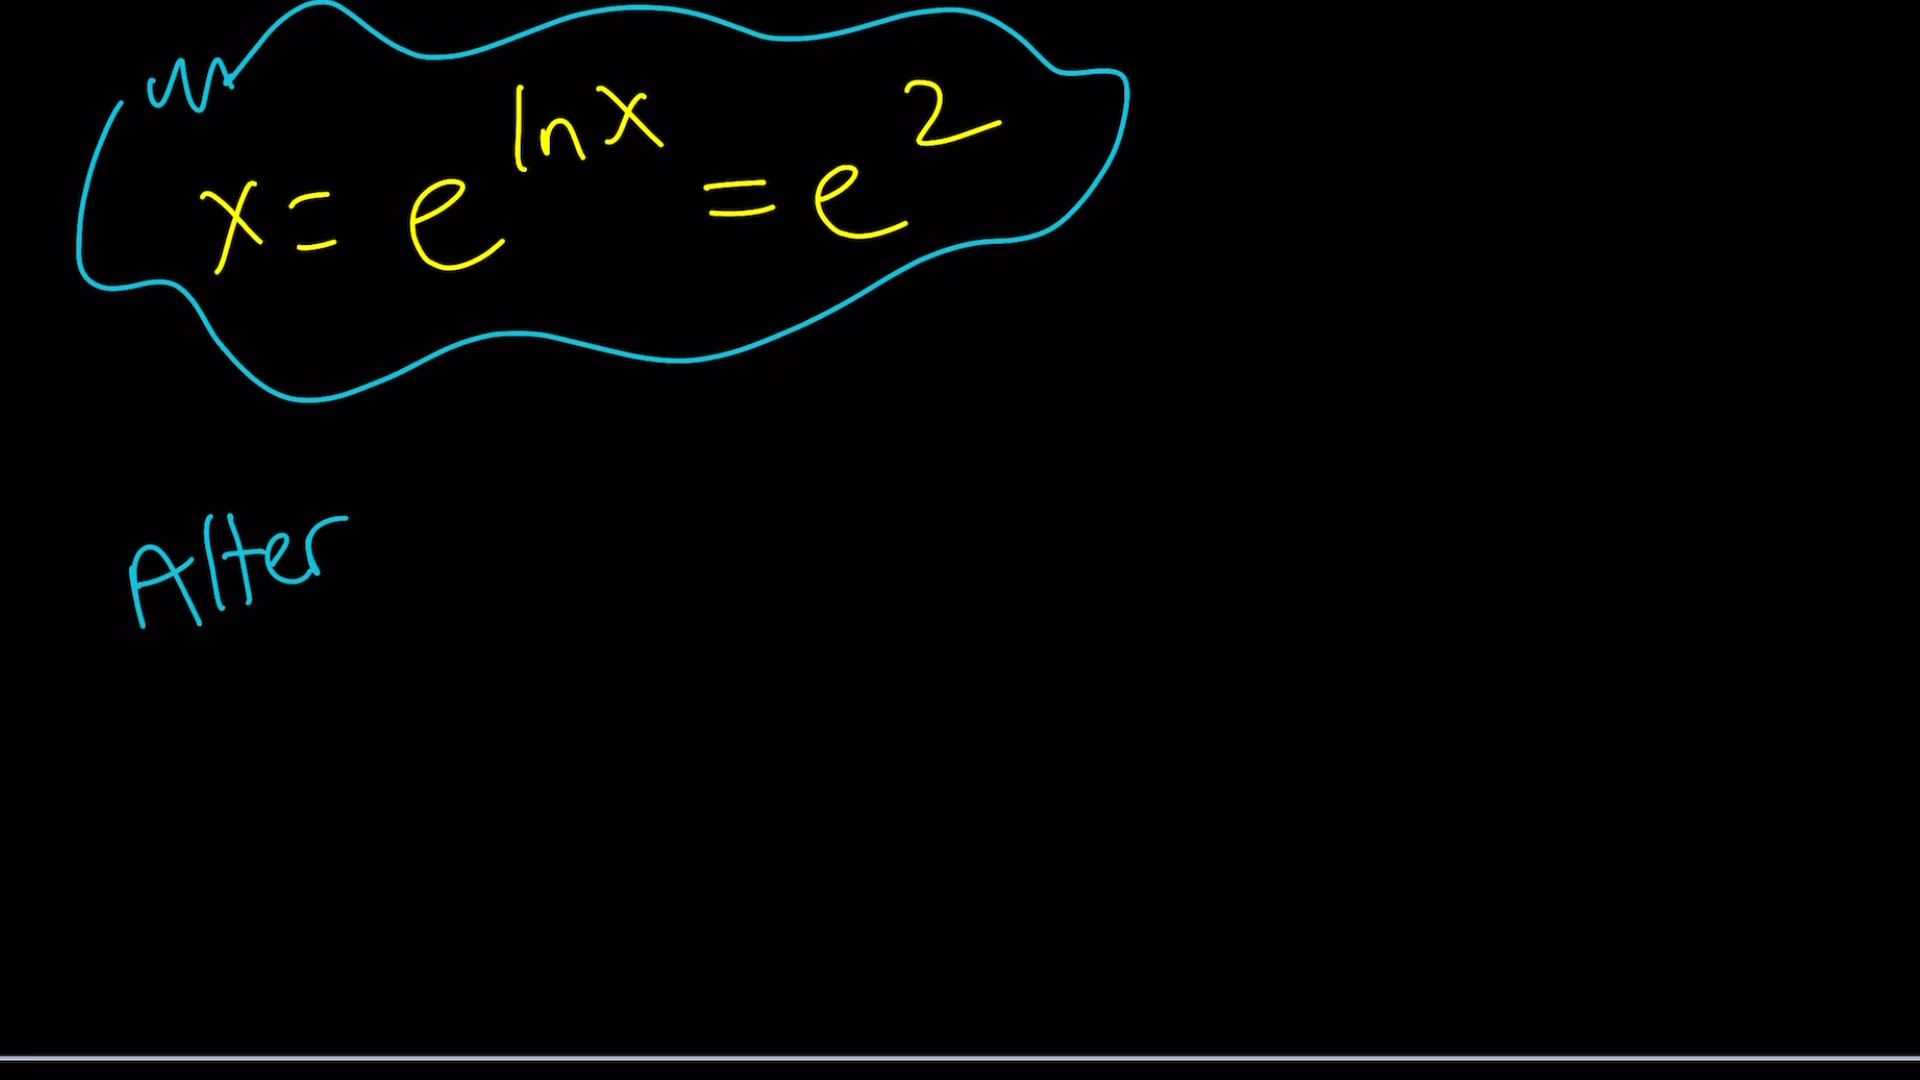 x = e^{ln x} = e^2
Alter